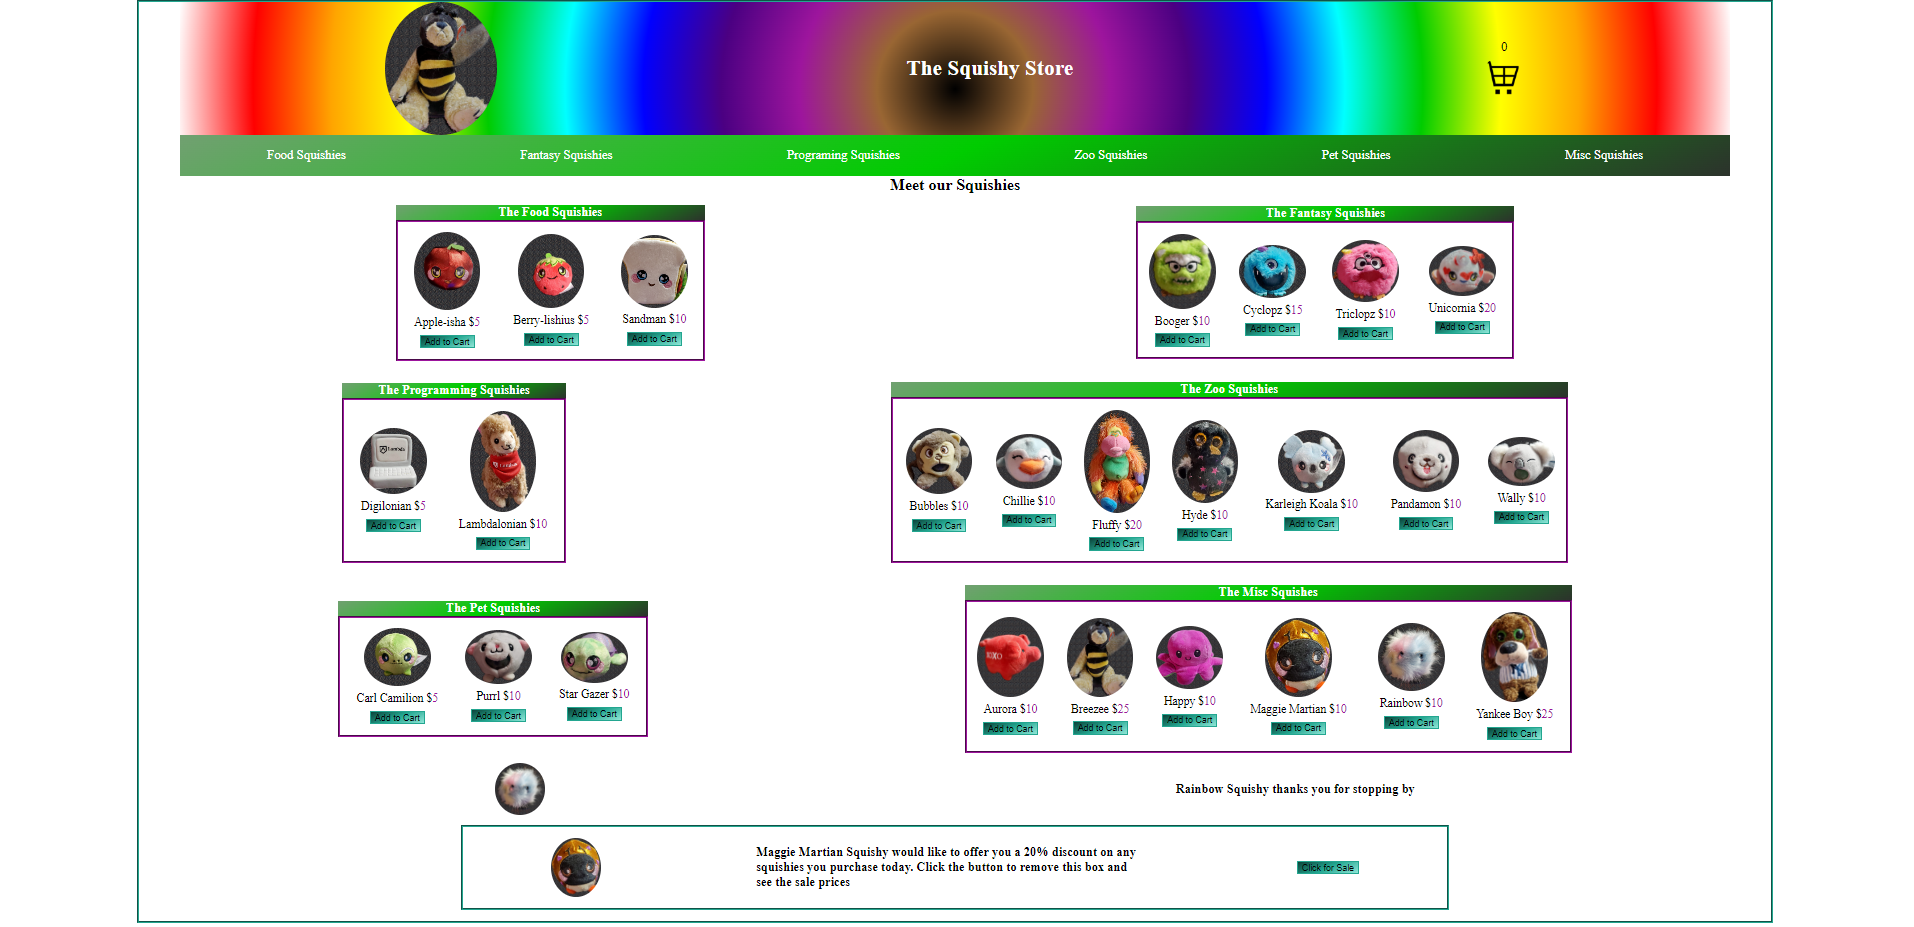 The Squishy Store
0
Food Squishies
Fantasy Squishies
Programing Squishies
Zoo Squishies
Pet Squishies
Misc Squishies
Meet our Squishies
The Food Squishies
Apple-isha $5
Add to Cart
Berry-lishius $5
Add to Cart
Sandman $10
Add to Cart
The Fantasy Squishies
Booger $10
Add to Cart
Cyclopz $15
Add to Cart
Triclopz $10
Add to Cart
Unicornia $20
Add to Cart
The Programming Squishies
Digilonian $5
Add to Cart
Lambdalonian $10
Add to Cart
The Zoo Squishies
Bubbles $10
Add to Cart
Chillie $10
Add to Cart
Fluffy $20
Add to Cart
Hyde $10
Add to Cart
Karleigh Koala $10
Add to Cart
Pandamon $10
Add to Cart
Wally $10
Add to Cart
The Pet Squishies
Carl Camilion $5
Add to Cart
Purrl $10
Add to Cart
Star Gazer $10
Add to Cart
The Misc Squishes
XOXO
Aurora $10
Add to Cart
Breezee $25
Add to Cart
Happy $10
Add to Cart
Maggie Martian $10
Add to Cart
Rainbow $10
Add to Cart
Yankee Boy $25
Add to Cart
Rainbow Squishy thanks you for stopping by
Maggie Martian Squishy would like to offer you a 20% discount on any
squishies you purchase today. Click the button to remove this box and
see the sale prices
Click for Sale